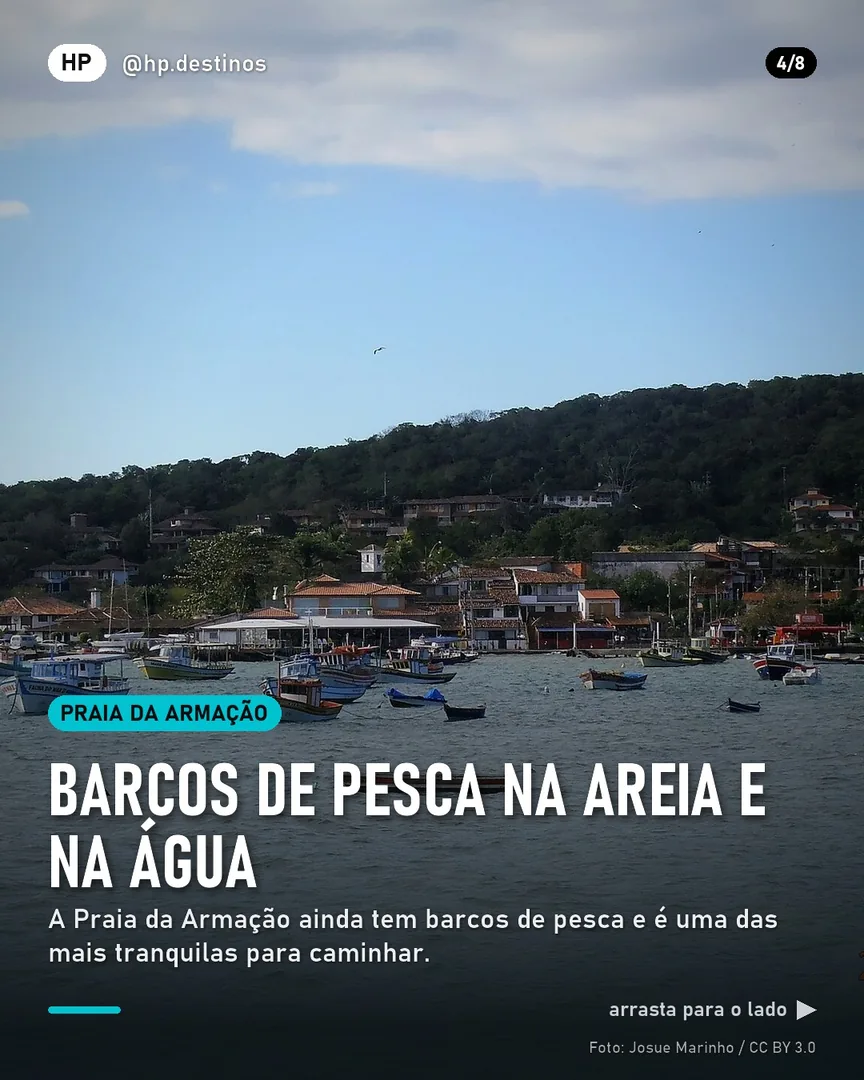 HP @hp.destinos
4/8
PRAIA DA ARMAÇÃO
BARCOS DE PESCA NA AREIA E
NA ÁGUA
A Praia da Armação ainda tem barcos de pesca e é uma das
mais tranquilas para caminhar.
arrasta para o lado ▶
Foto: Josue Marinho / CC BY 3.0